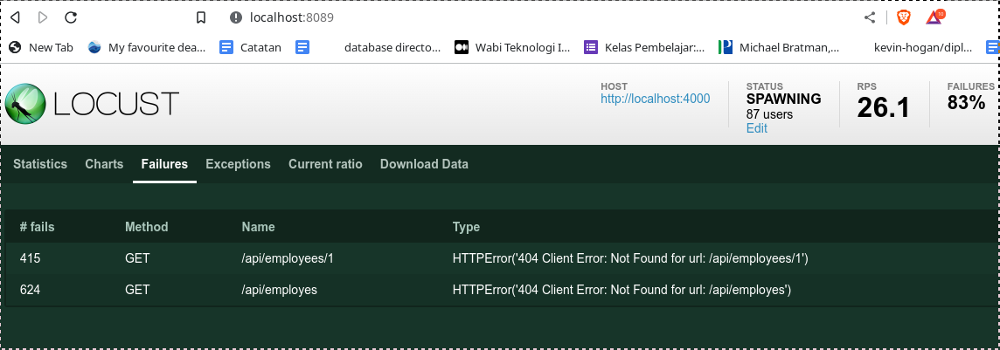 localhost:8089
10
New Tab My favourite dea... Catatan database directo... Wabi Teknologi I... Kelas Pembelajar:... Michael Bratman,... kevin-hogan/dipl...
LOCUST
HOST
http://localhost:4000
STATUS
SPAWNING
87 users
Edit
RPS
26.1
FAILURES
83%
Statistics Charts Failures Exceptions Current ratio Download Data
# fails Method Name Type
415 GET /api/employees/1 HTTPError('404 Client Error: Not Found for url: /api/employees/1')
624 GET /api/employes HTTPError('404 Client Error: Not Found for url: /api/employes')